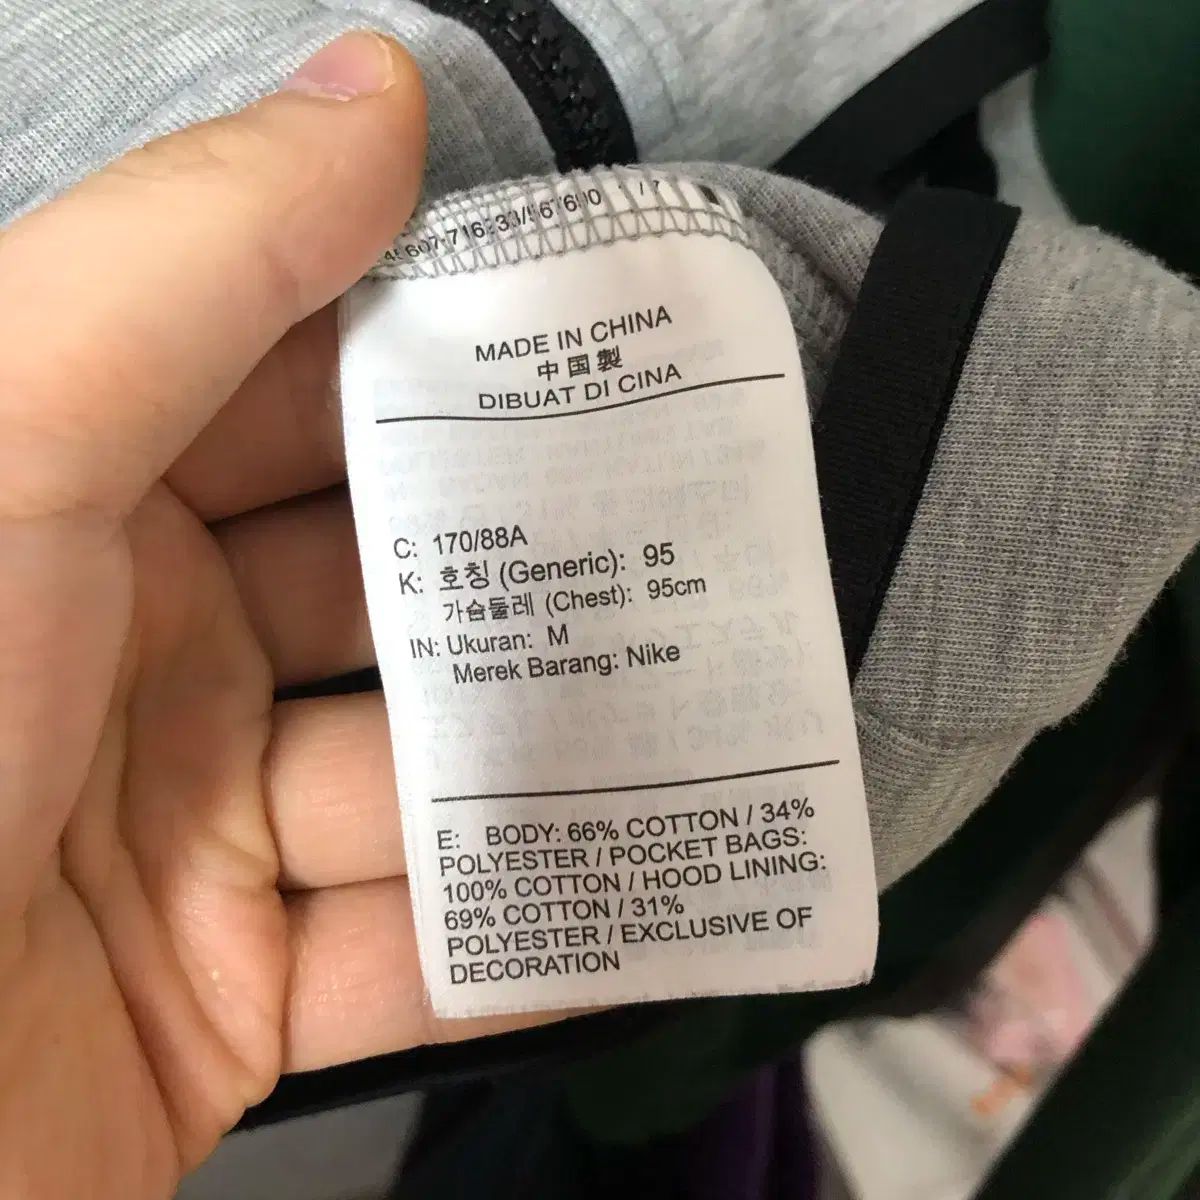 MADE IN CHINA
中国製
DIBUAT DI CINA
C: 170/88A
K: 호칭 (Generic): 95
가슴둘레 (Chest): 95cm
IN: Ukuran: M
Merek Barang: Nike
E: BODY: 66% COTTON / 34%
POLYESTER / POCKET BAGS:
100% COTTON / HOOD LINING:
69% COTTON / 31%
POLYESTER / EXCLUSIVE OF
DECORATION